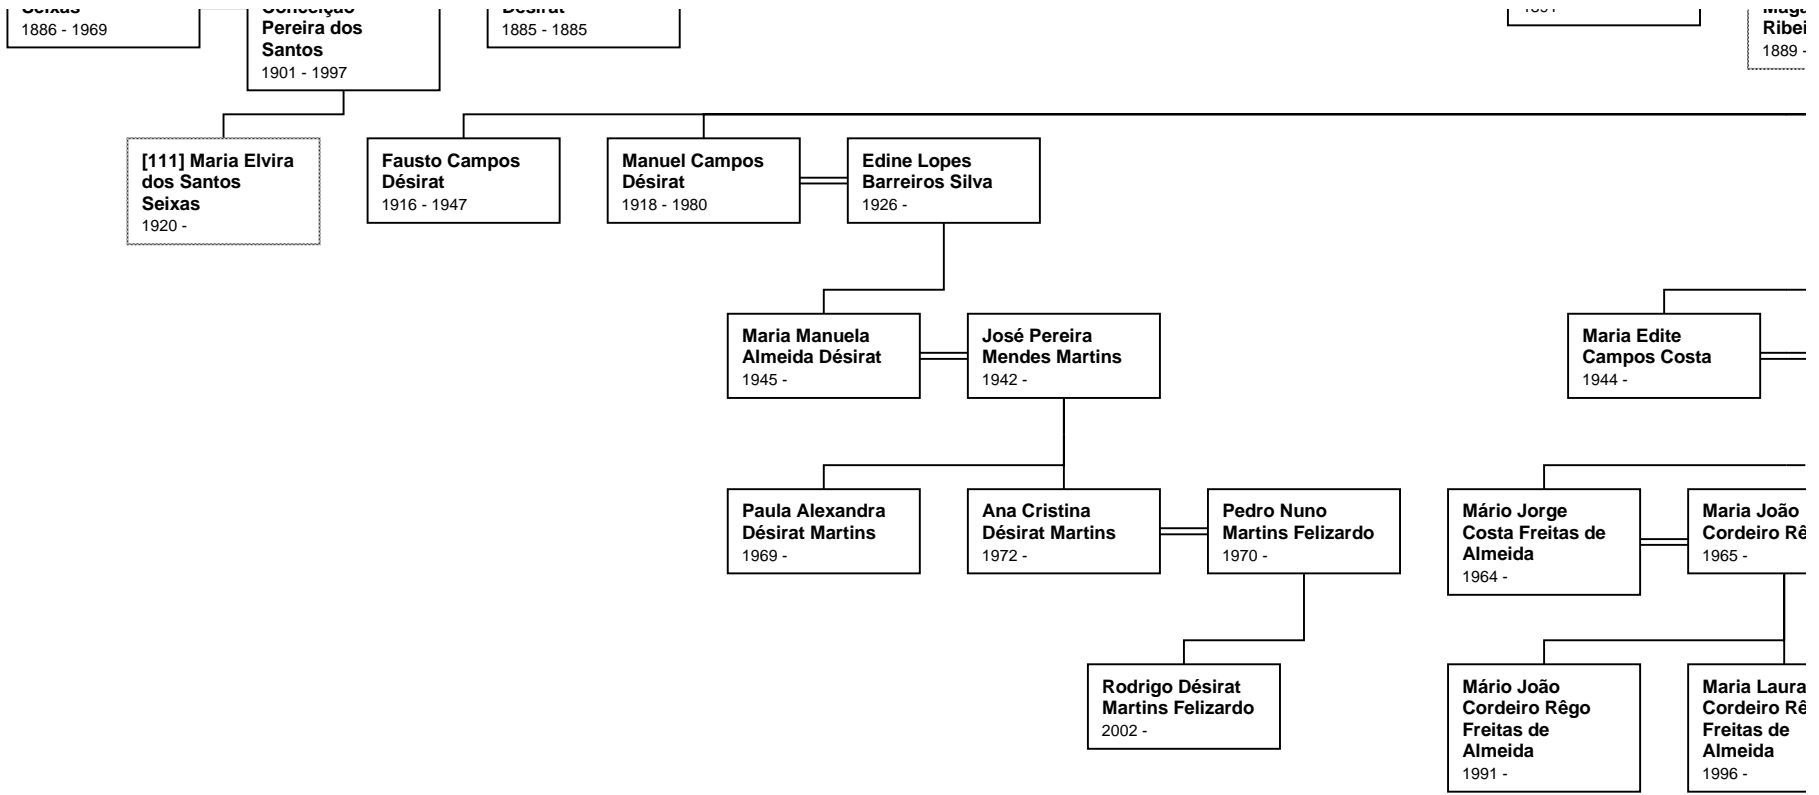 1886 - 1969
Pereira dos
Santos
1901 - 1997
1885 - 1885
1889 -
[111] Maria Elvira
dos Santos
Seixas
1920 -
Fausto Campos
Désirat
1916 - 1947
Manuel Campos
Désirat
1918 - 1980
Edine Lopes
Barreiros Silva
1926 -
Maria Manuela
Almeida Désirat
1945 -
José Pereira
Mendes Martins
1942 -
Maria Edite
Campos Costa
1944 -
Paula Alexandra
Désirat Martins
1969 -
Ana Cristina
Désirat Martins
1972 -
Pedro Nuno
Martins Felizardo
1970 -
Mário Jorge
Costa Freitas de
Almeida
1964 -
Maria João
Cordeiro
1965 -
Rodrigo Désirat
Martins Felizardo
2002 -
Mário João
Cordeiro Rêgo
Freitas de
Almeida
1991 -
Maria Laura
Cordeiro
Freitas de
Almeida
1996 -